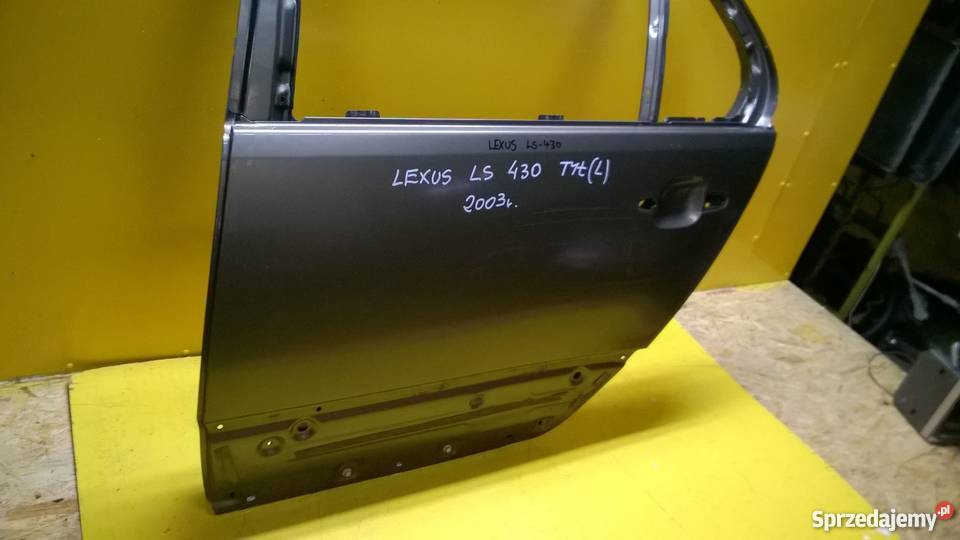 LEXUS LS-430
LEXUS LS 430 TYŁ(L)
2003r.
Sprzedajemy.pl